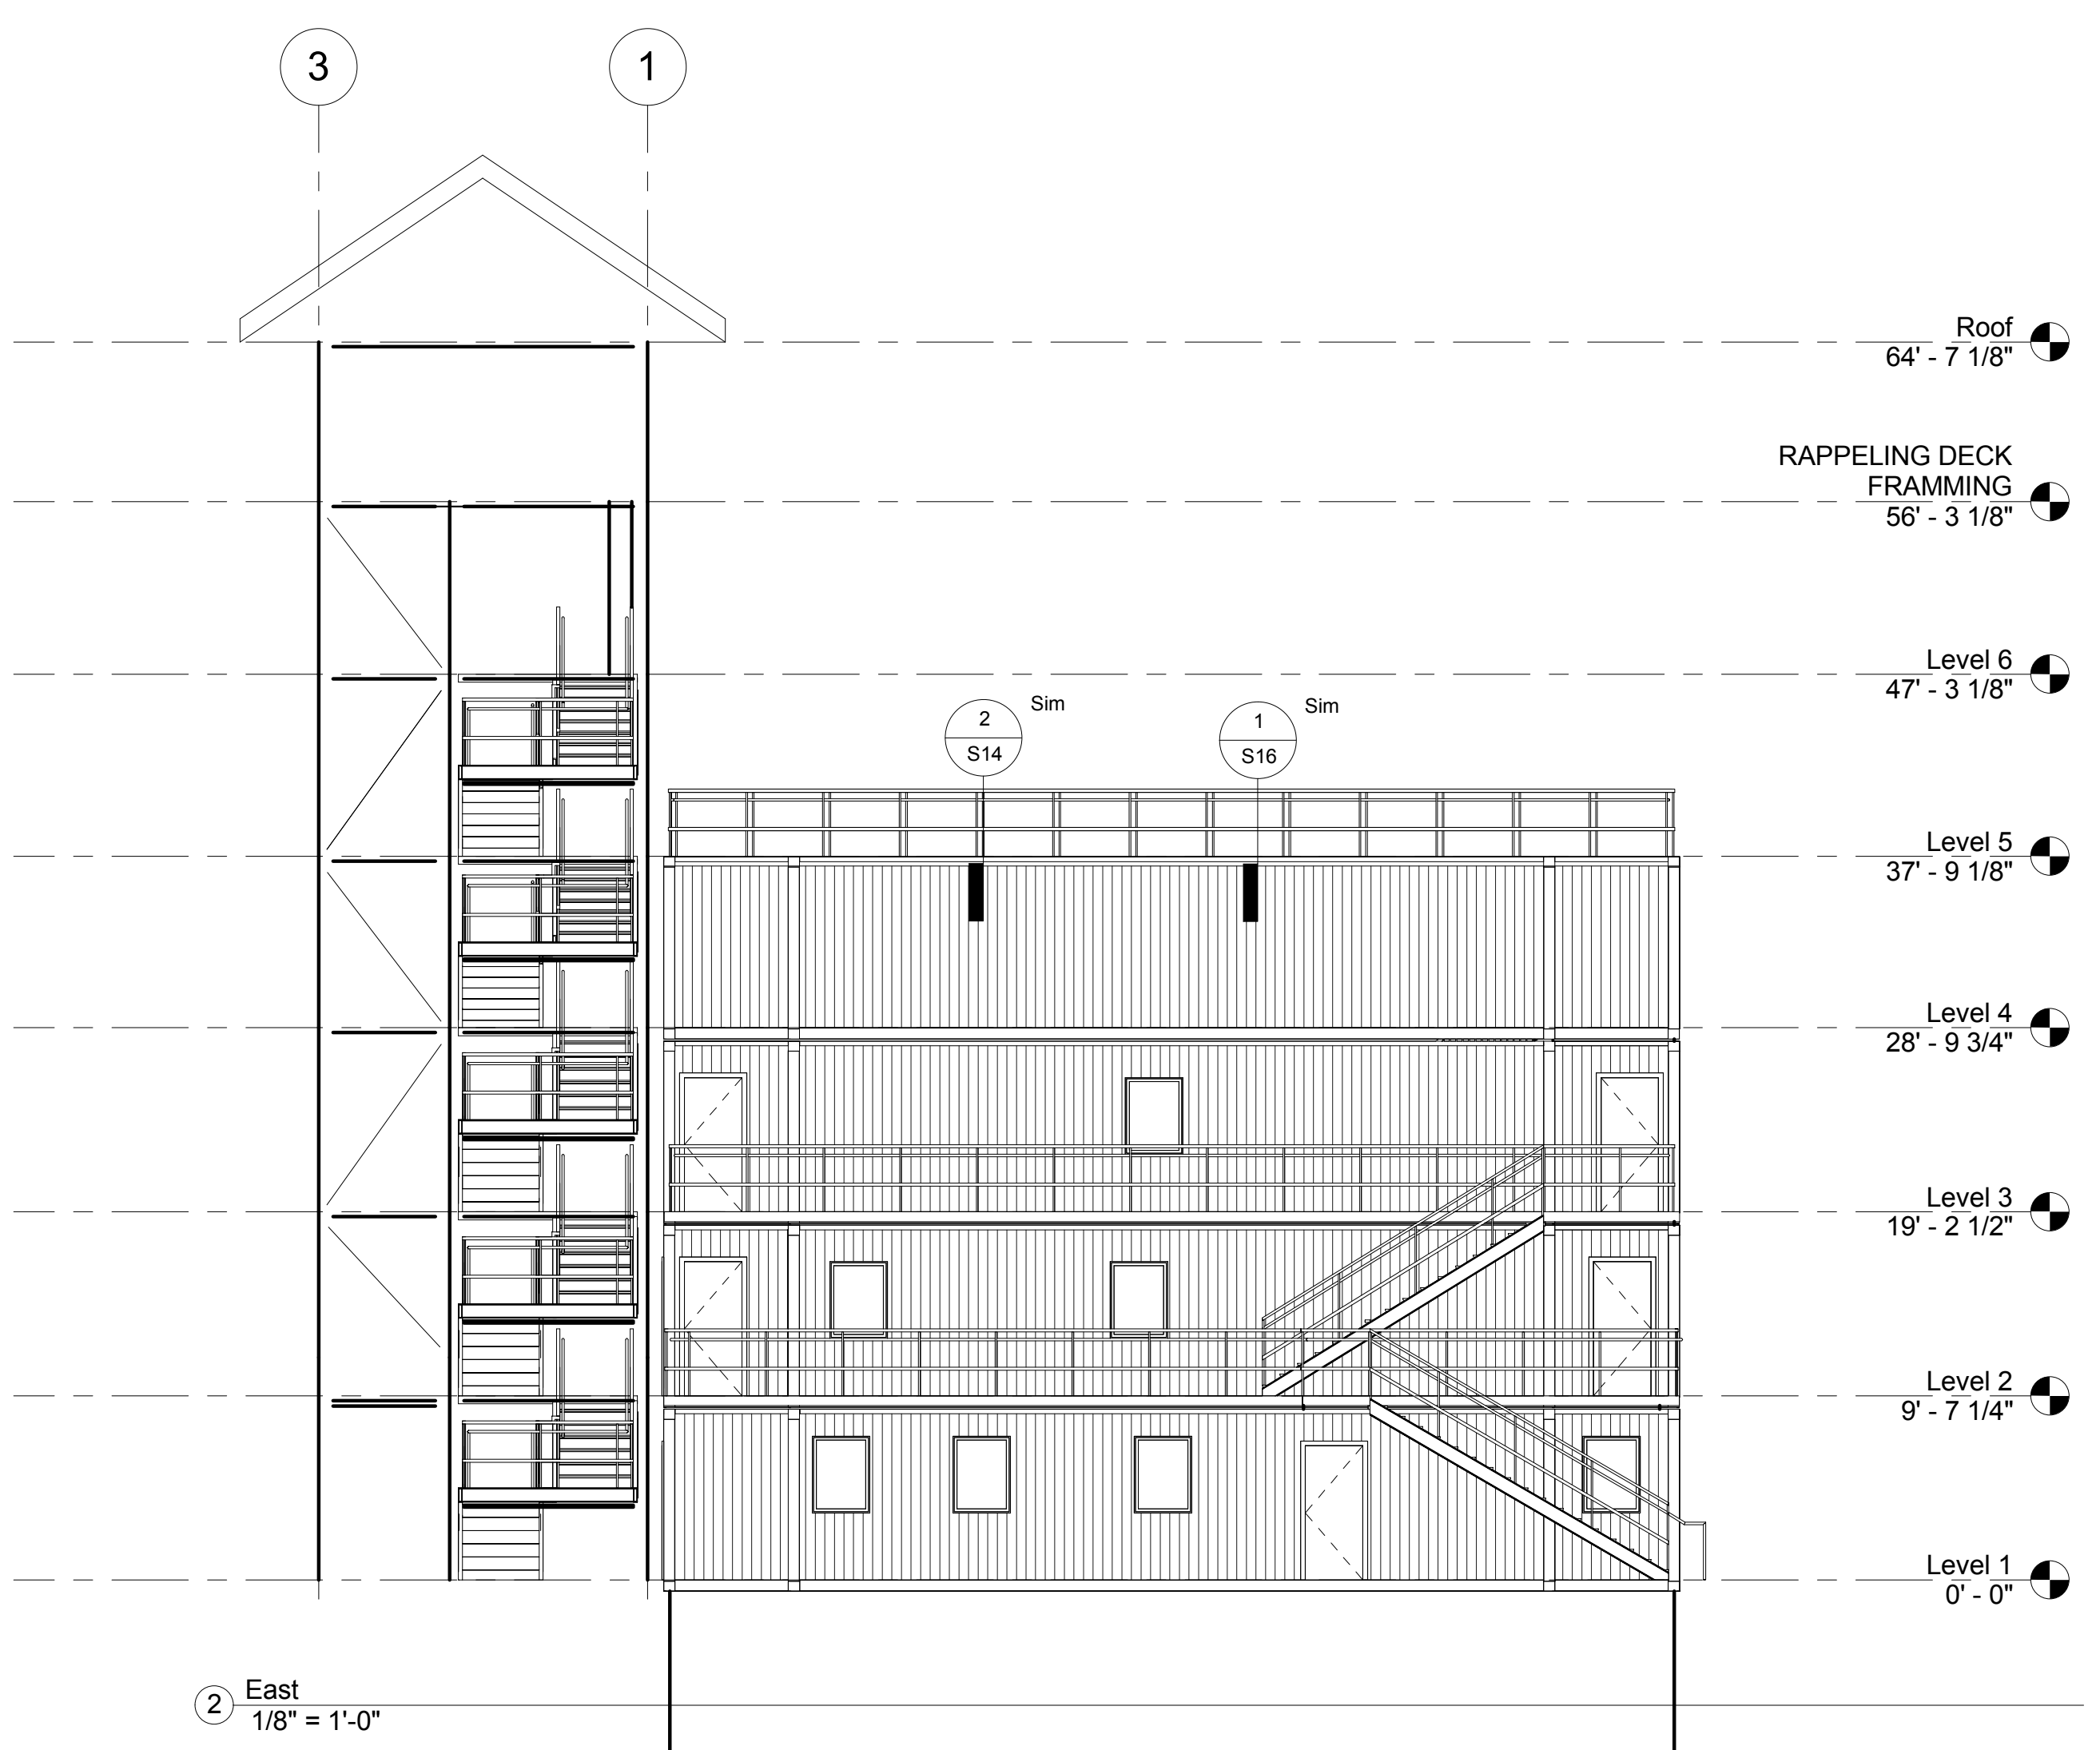 3
1
Roof
64' - 7 1/8"
RAPPELING DECK
FRAMMING
56' - 3 1/8"
Level 6
47' - 3 1/8"
2
S14
Sim
1
S16
Sim
Level 5
37' - 9 1/8"
Level 4
28' - 9 3/4"
Level 3
19' - 2 1/2"
Level 2
9' - 7 1/4"
Level 1
0' - 0"
2
East
1/8" = 1'-0"